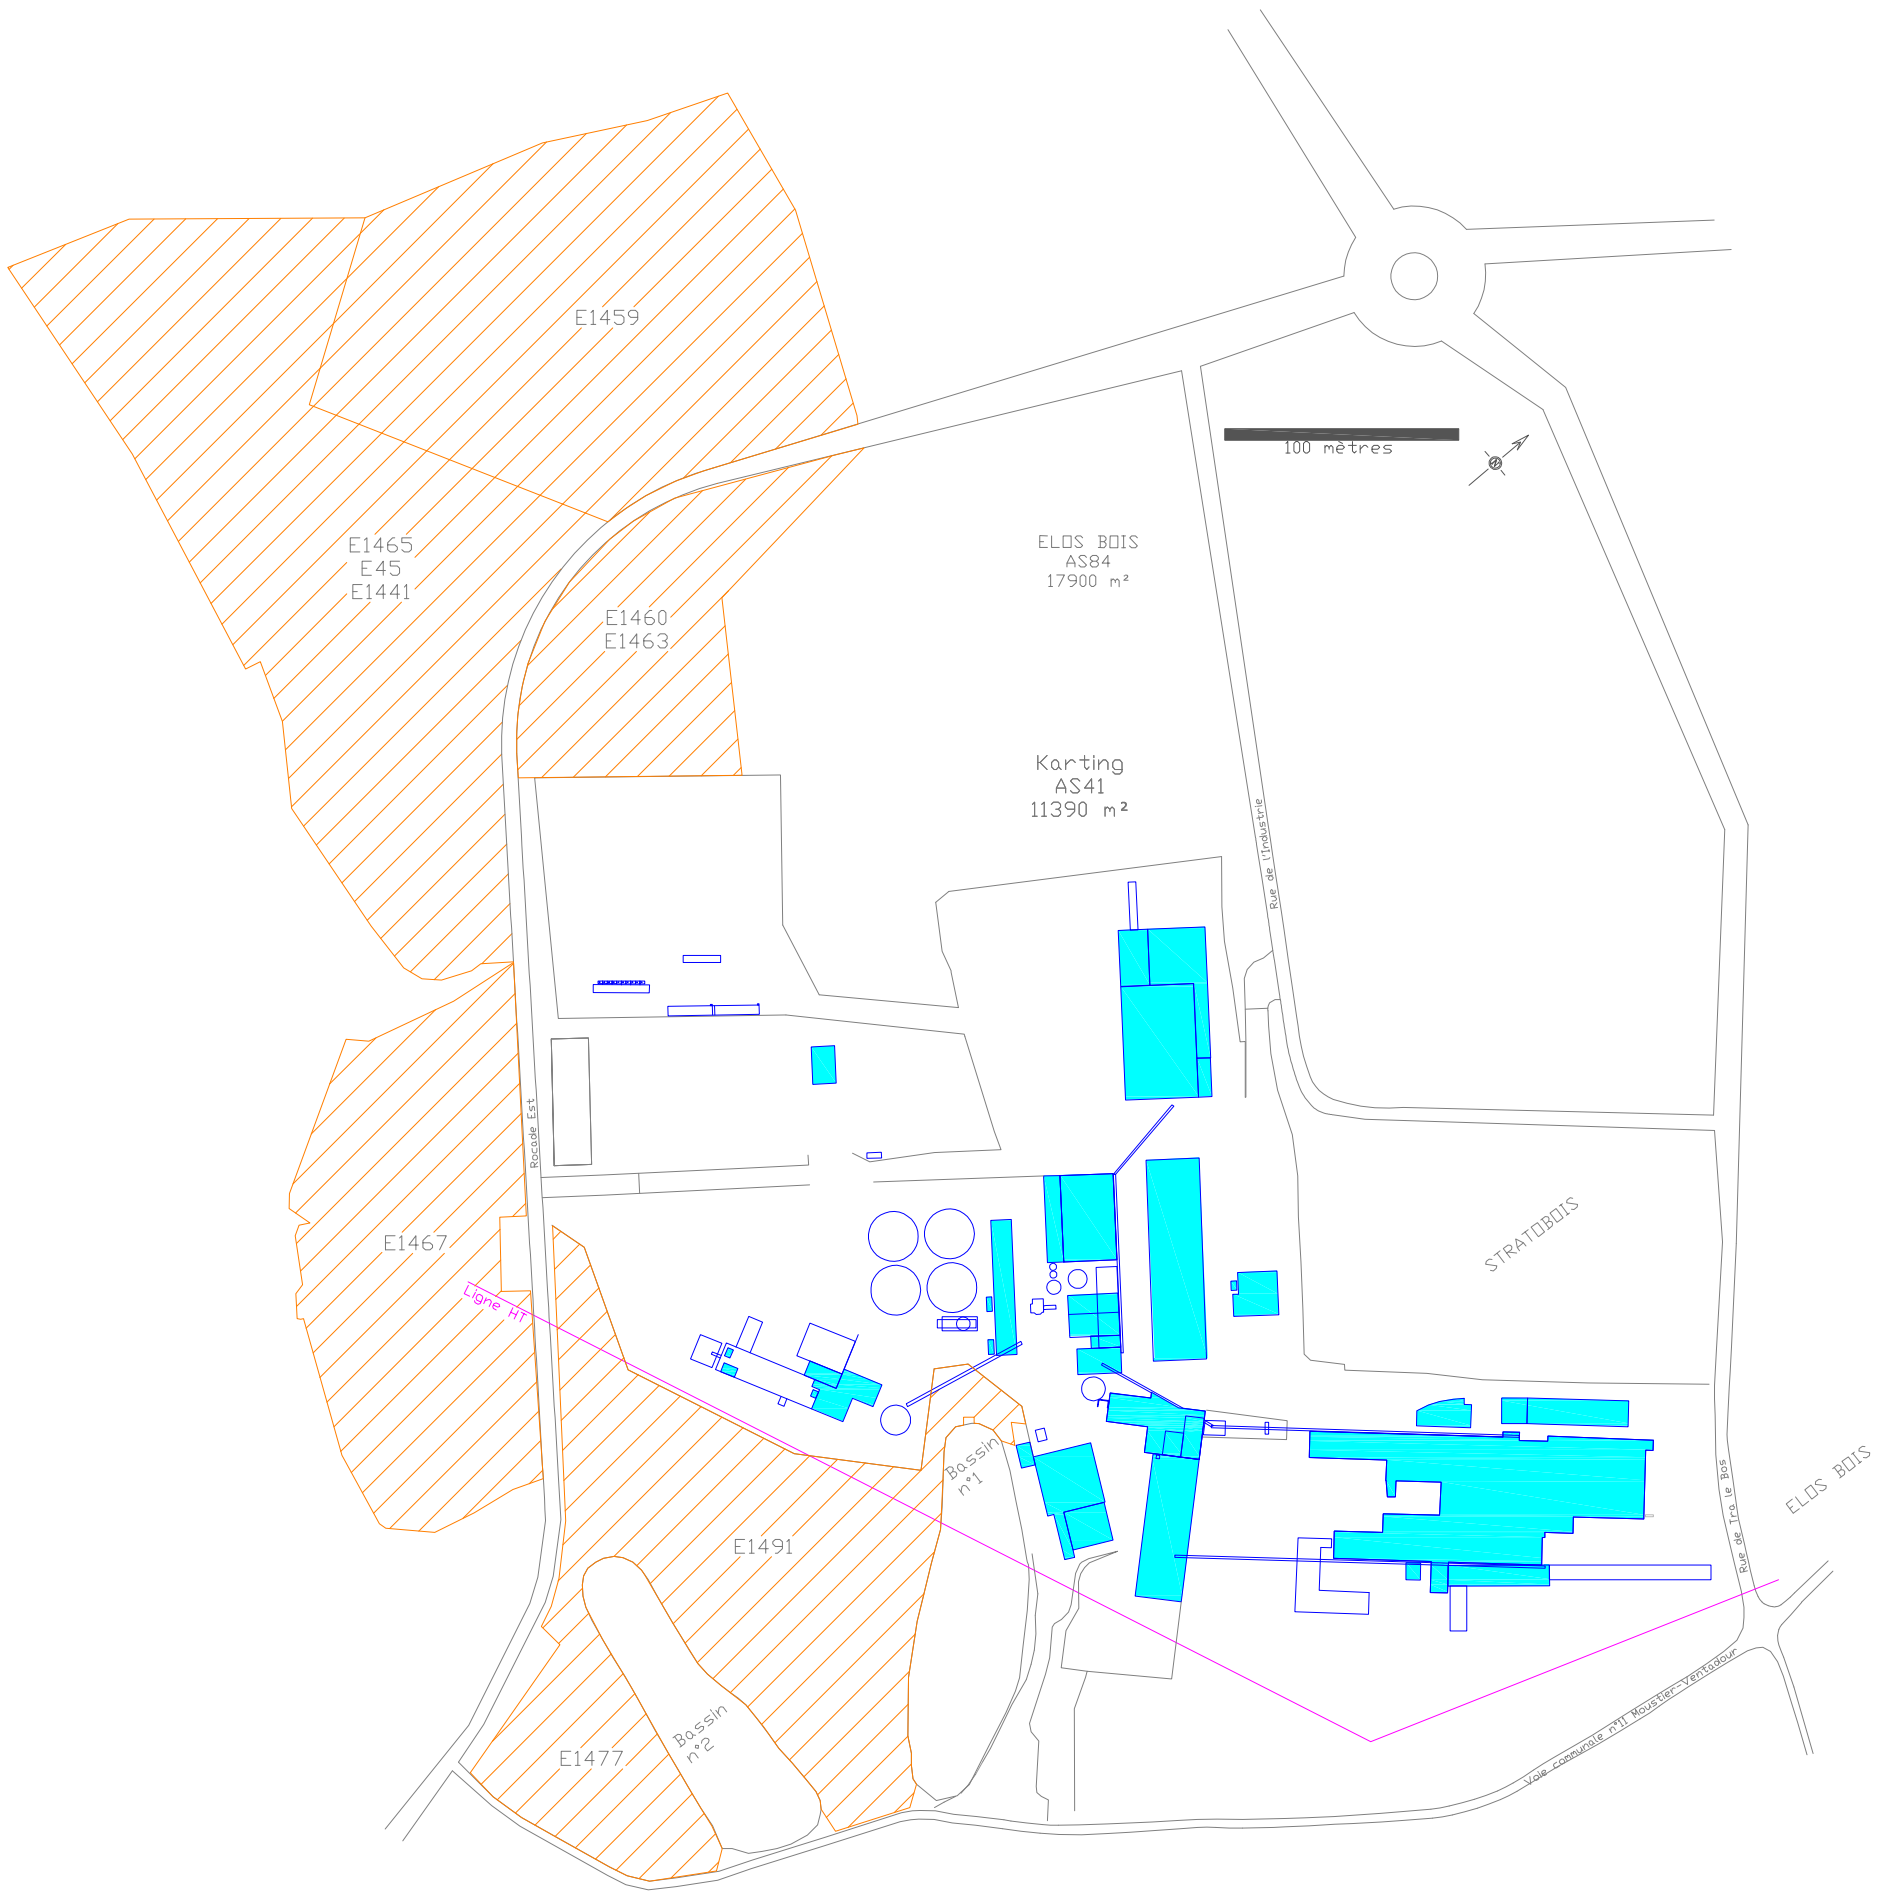 E1459
100 mètres
N
ELOS BOIS
AS84
17900 m²
E1465
E45
E1441
E1460
E1463
Karting
AS41
11390 m²
Rue de l'Industrie
Rocade Est
E1467
STRATOBOIS
Ligne HT
Bassin
n°1
ELOS BOIS
Rue de Tra le Bos
E1491
Bassin
n°2
E1477
Voie communale n°11 Moustier-Ventadour